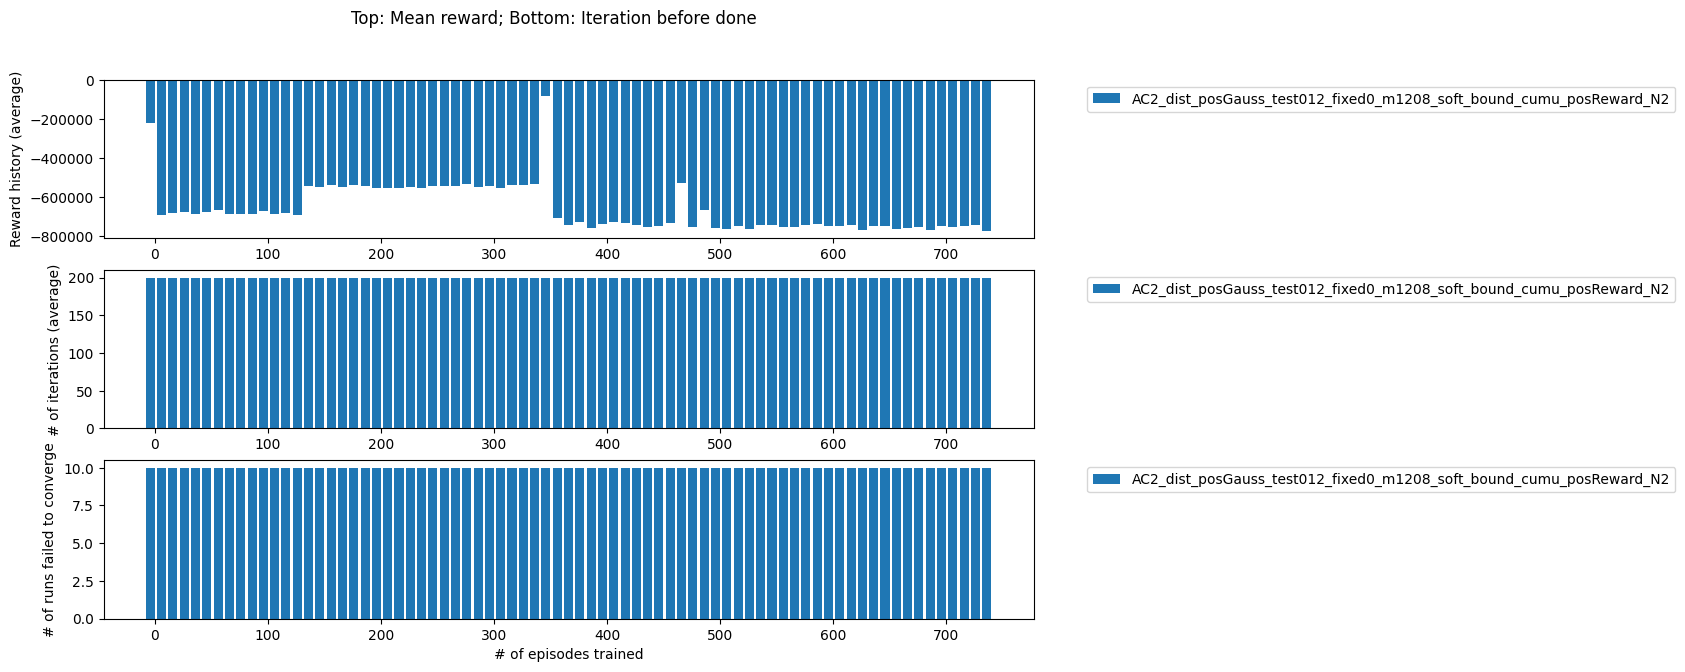 Top: Mean reward; Bottom: Iteration before done
Reward history (average)
0
−200000
−400000
−600000
−800000
0 100 200 300 400 500 600 700
AC2_dist_posGauss_test012_fixed0_m1208_soft_bound_cumu_posReward_N2
# of iterations (average)
200
150
100
50
0
0 100 200 300 400 500 600 700
AC2_dist_posGauss_test012_fixed0_m1208_soft_bound_cumu_posReward_N2
# of runs failed to converge
10.0
7.5
5.0
2.5
0.0
0 100 200 300 400 500 600 700
# of episodes trained
AC2_dist_posGauss_test012_fixed0_m1208_soft_bound_cumu_posReward_N2